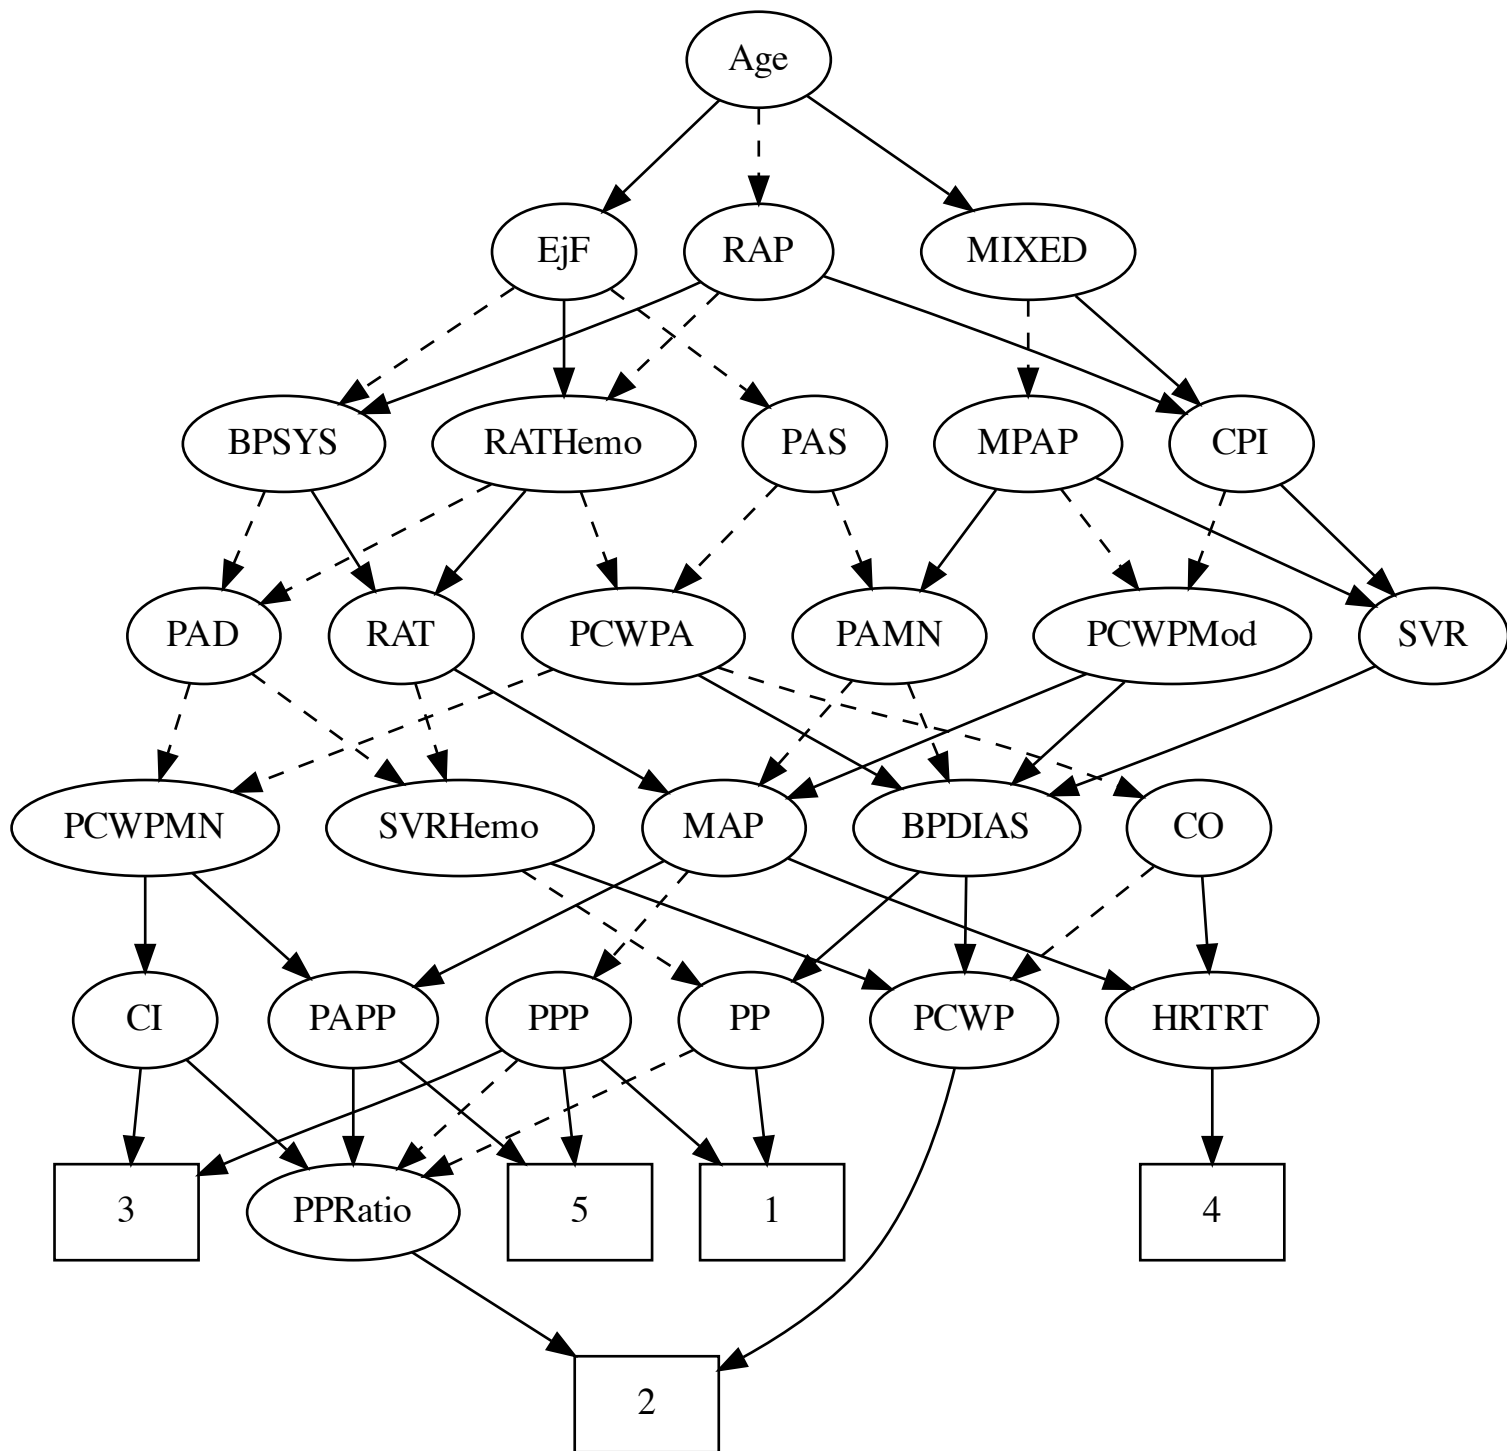 Age
EjF
RAP
MIXED
BPSYS
RATHemo
PAS
MPAP
CPI
PAD
RAT
PCWPA
PAMN
PCWPMod
SVR
PCWPMN
SVRHemo
MAP
BPDIAS
CO
CI
PAPP
PPP
PP
PCWP
HRTRT
3
PPRatio
5
1
4
2